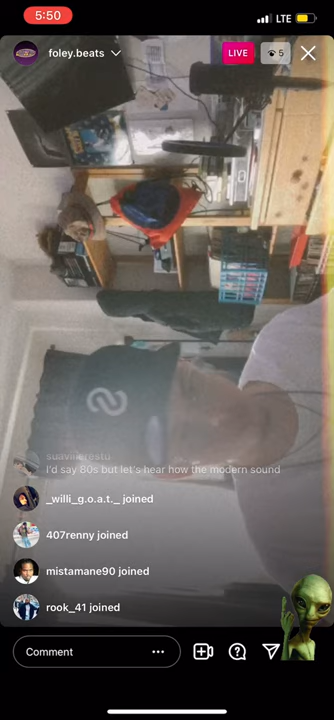 5:50
LTE
foley.beats
LIVE
5
suavillerestu
I'd say 80s but let's hear how the modern sound
_willi_g.o.a.t._ joined
407renny joined
mistamane90 joined
rook_41 joined
Comment